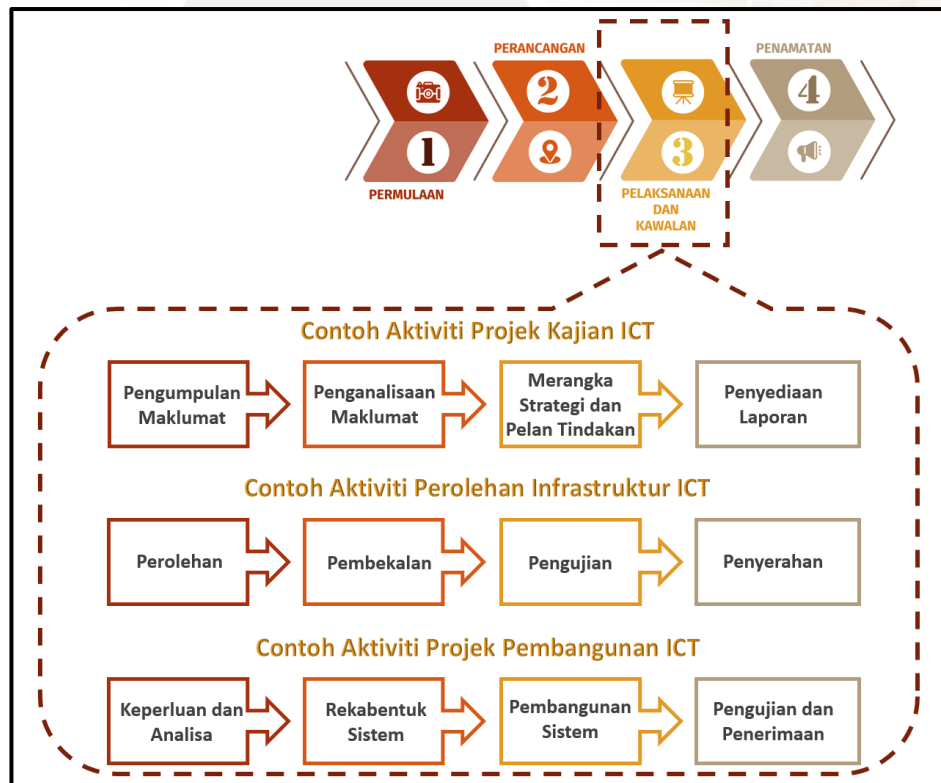 PERANCANGAN
PENAMATAN
2
4
1
3
PERMULAAN
PELAKSANAAN
DAN
KAWALAN
Contoh Aktiviti Projek Kajian ICT
Pengumpulan
Maklumat
Penganalisaan
Maklumat
Merangka
Strategi dan
Pelan Tindakan
Penyediaan
Laporan
Contoh Aktiviti Perolehan Infrastruktur ICT
Perolehan
Pembekalan
Pengujian
Penyerahan
Contoh Aktiviti Projek Pembangunan ICT
Keperluan dan
Analisa
Rekabentuk
Sistem
Pembangunan
Sistem
Pengujian dan
Penerimaan